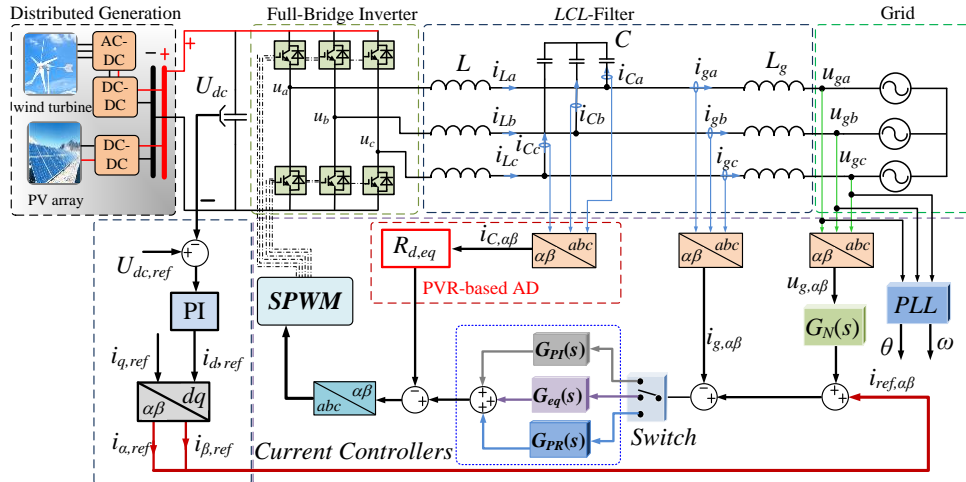 Distributed Generation
Full-Bridge Inverter
LCL-Filter
Grid
AC-
DC
wind turbine
DC-
DC
DC-
DC
PV array
−
+
+
−
U_dc
u_a
u_b
u_c
L
i_La
i_Lb
i_Lc
C
i_Ca
i_Cb
i_Cc
i_ga
i_gb
i_gc
L_g
u_ga
u_gb
u_gc
U_dc,ref
+
−
PI
i_q,ref
i_d,ref
αβ
dq
i_α,ref
i_β,ref
SPWM
R_d,eq
i_C,αβ
αβ
abc
PVR-based AD
αβ
abc
i_g,αβ
αβ
abc
u_g,αβ
G_N(s)
PLL
θ
ω
abc
αβ
−
+
+
+
+
G_PI(s)
G_eq(s)
G_PR(s)
Switch
Current Controllers
−
+
+
+
i_ref,αβ